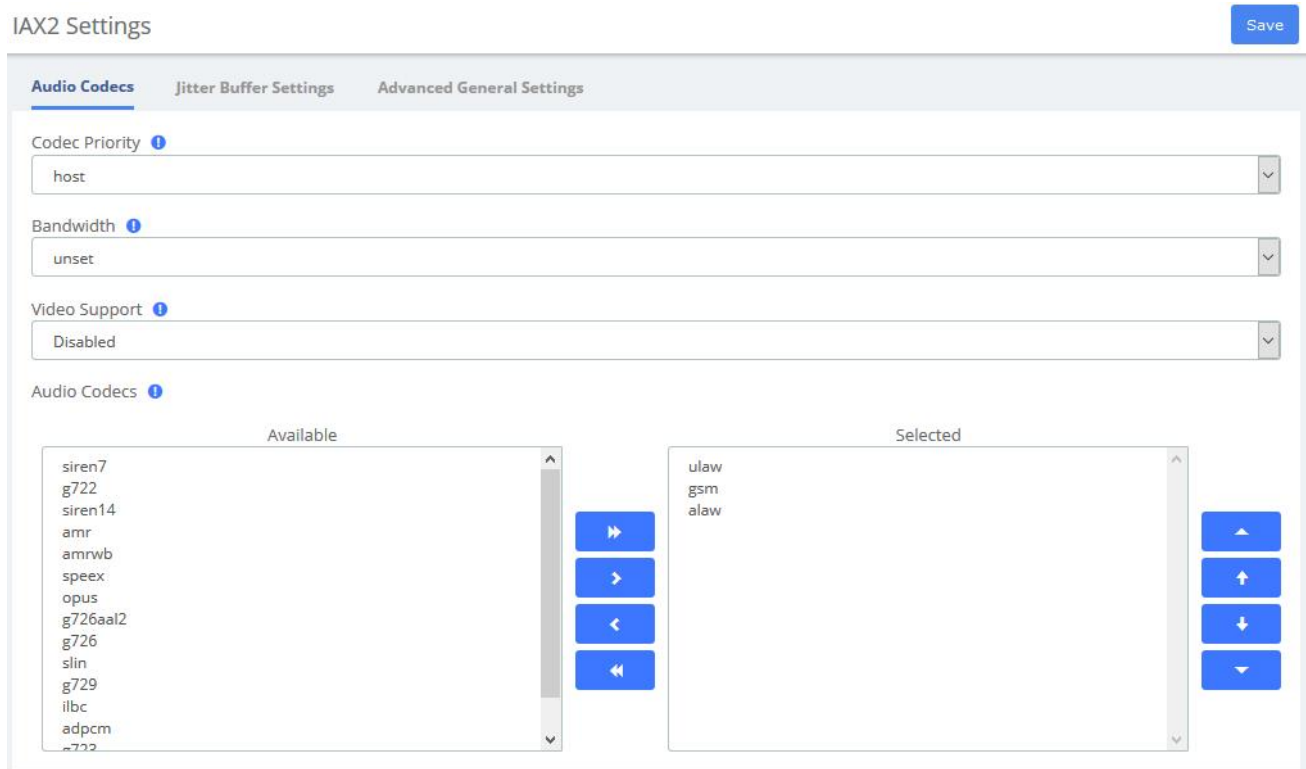 IAX2 Settings
Save
Audio Codecs Jitter Buffer Settings Advanced General Settings
Codec Priority
host
Bandwidth
unset
Video Support
Disabled
Audio Codecs
Available
Selected
siren7
g722
siren14
amr
amrwb
speex
opus
g726aal2
g726
slin
g729
ilbc
adpcm
g723
ulaw
gsm
alaw